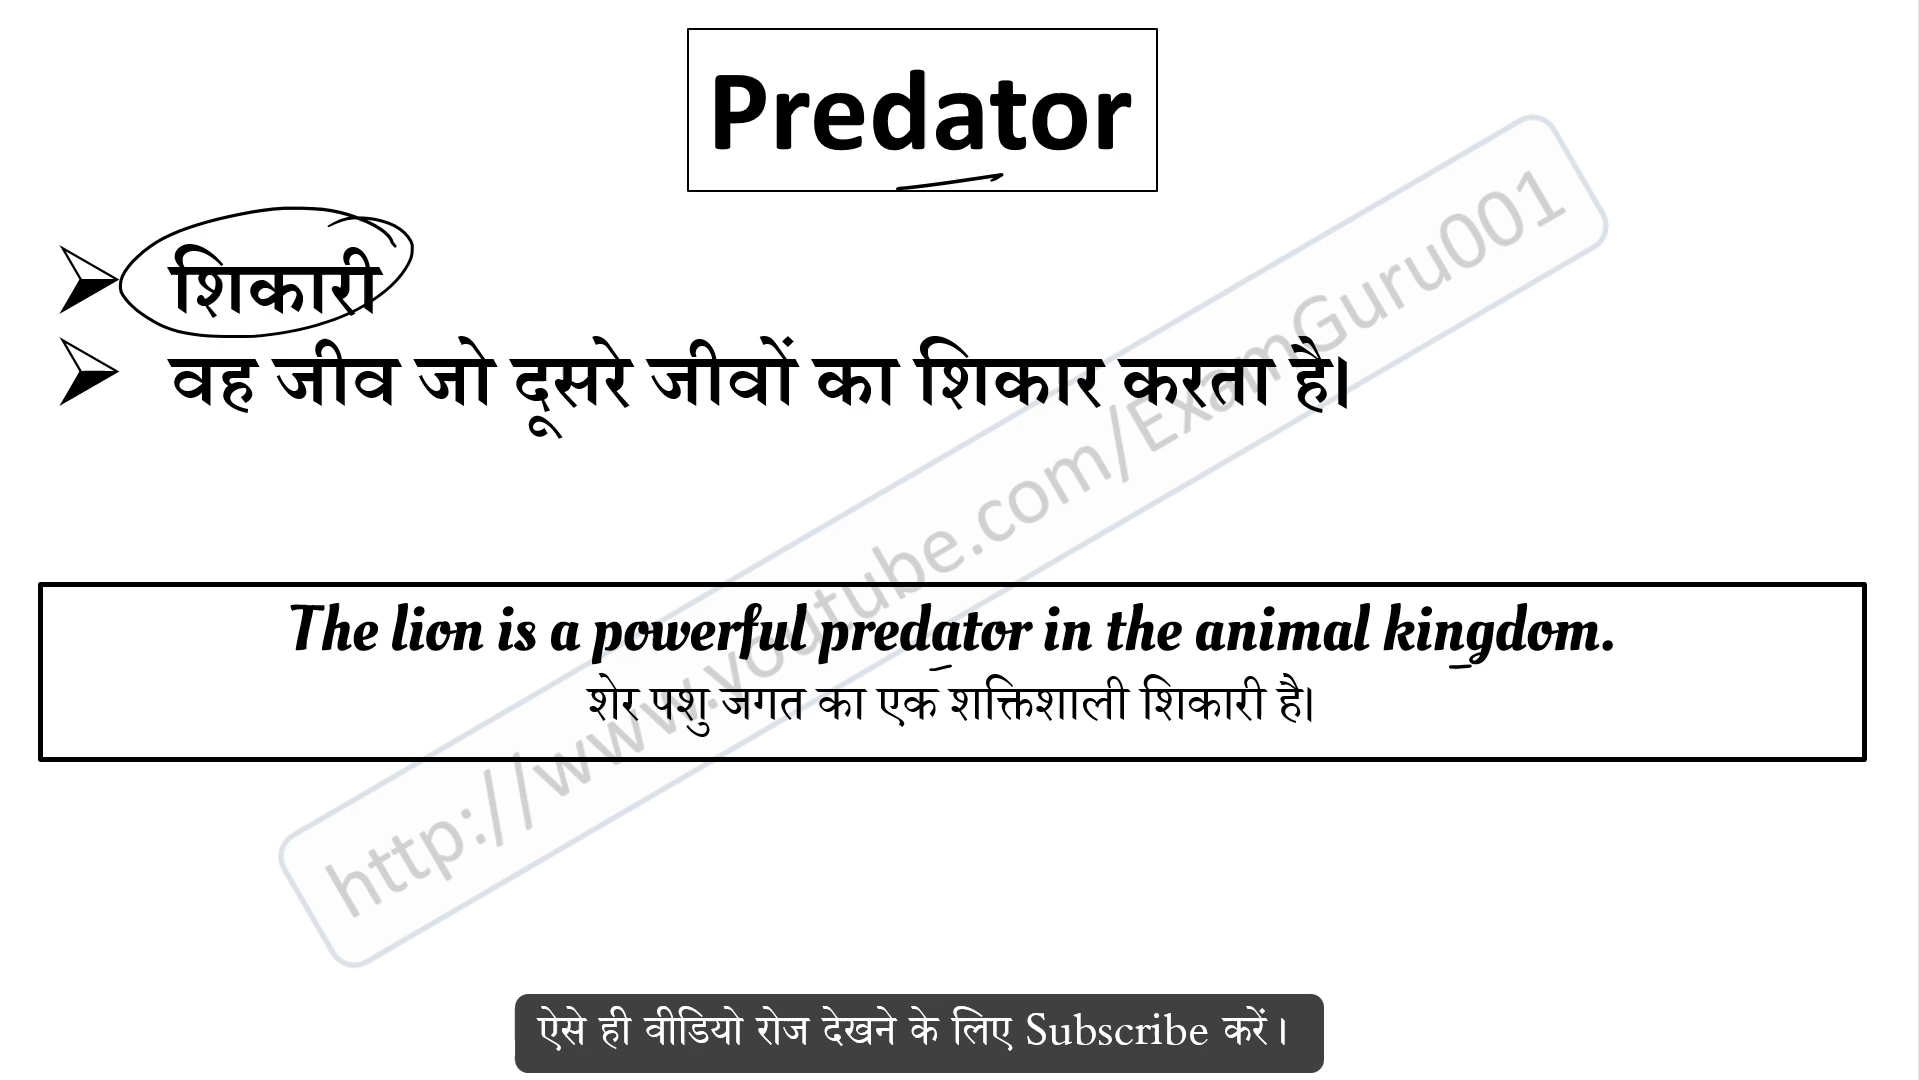 Predator
शिकारी
वह जीव जो दूसरे जीवों का शिकार करता है।
http://www.youtube.com/ExamGuru001
The lion is a powerful predator in the animal kingdom.
शेर पशु जगत का एक शक्तिशाली शिकारी है।
ऐसे ही वीडियो रोज देखने के लिए Subscribe करें।